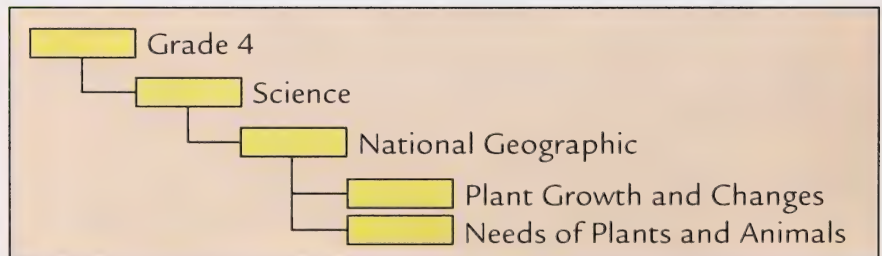 Grade 4
Science
National Geographic
Plant Growth and Changes
Needs of Plants and Animals